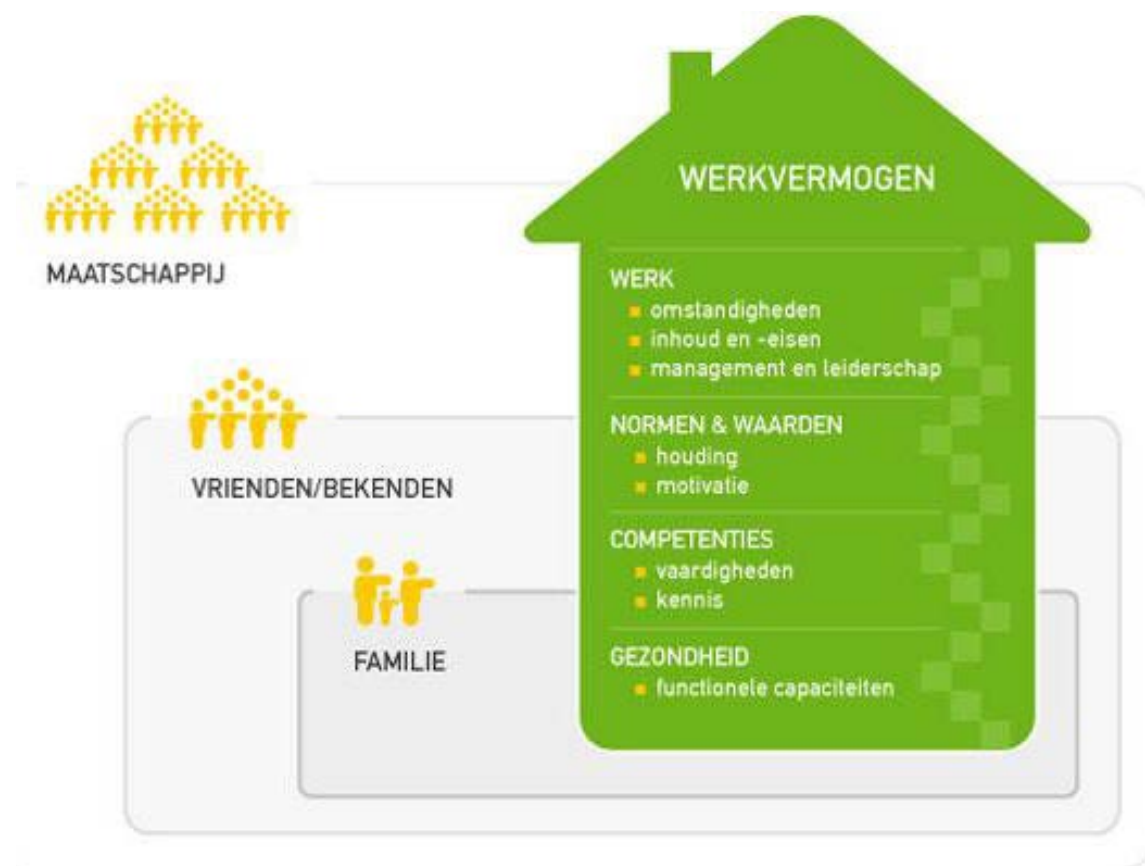 MAATSCHAPPIJ
VRIENDEN/BEKENDEN
FAMILIE
WERKVERMOGEN
WERK
omstandigheden
inhoud en -eisen
management en leiderschap
NORMEN & WAARDEN
houding
motivatie
COMPETENTIES
vaardigheden
kennis
GEZONDHEID
functionele capaciteiten